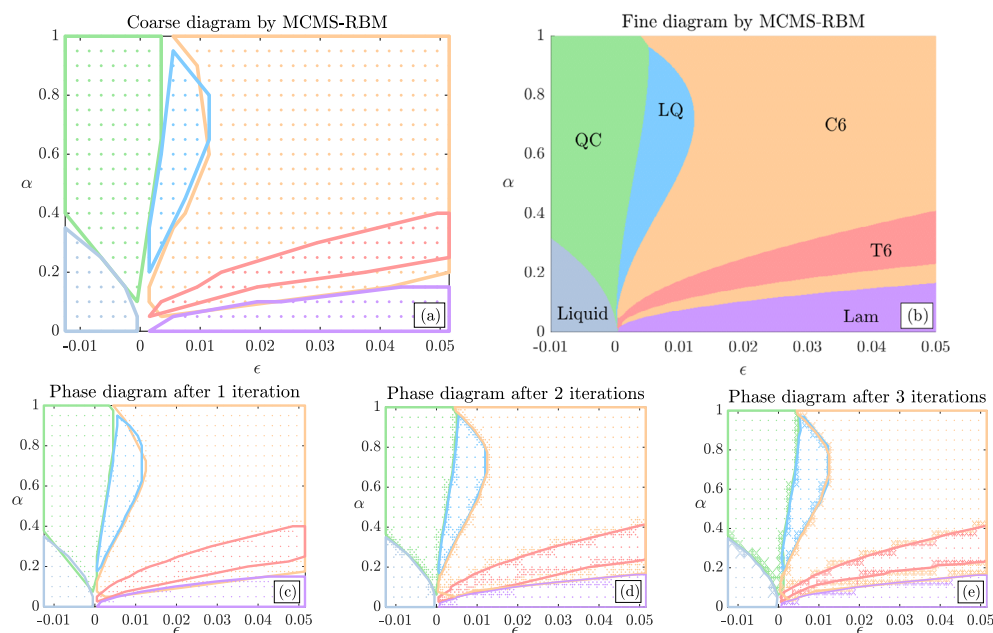 Coarse diagram by MCMS-RBM
1
0.8
0.6
α
0.4
0.2
0
-0.01 0 0.01 0.02 0.03 0.04 0.05
ϵ
(a)
Fine diagram by MCMS-RBM
1
0.8
0.6
α
0.4
0.2
0
-0.01 0 0.01 0.02 0.03 0.04 0.05
ϵ
QC
LQ
C6
T6
Liquid
Lam
(b)
Phase diagram after 1 iteration
1
0.8
0.6
α
0.4
0.2
0
-0.01 0 0.01 0.02 0.03 0.04 0.05
ϵ
(c)
Phase diagram after 2 iterations
1
0.8
0.6
α
0.4
0.2
0
-0.01 0 0.01 0.02 0.03 0.04 0.05
ϵ
(d)
Phase diagram after 3 iterations
1
0.8
0.6
α
0.4
0.2
0
-0.01 0 0.01 0.02 0.03 0.04 0.05
ϵ
(e)